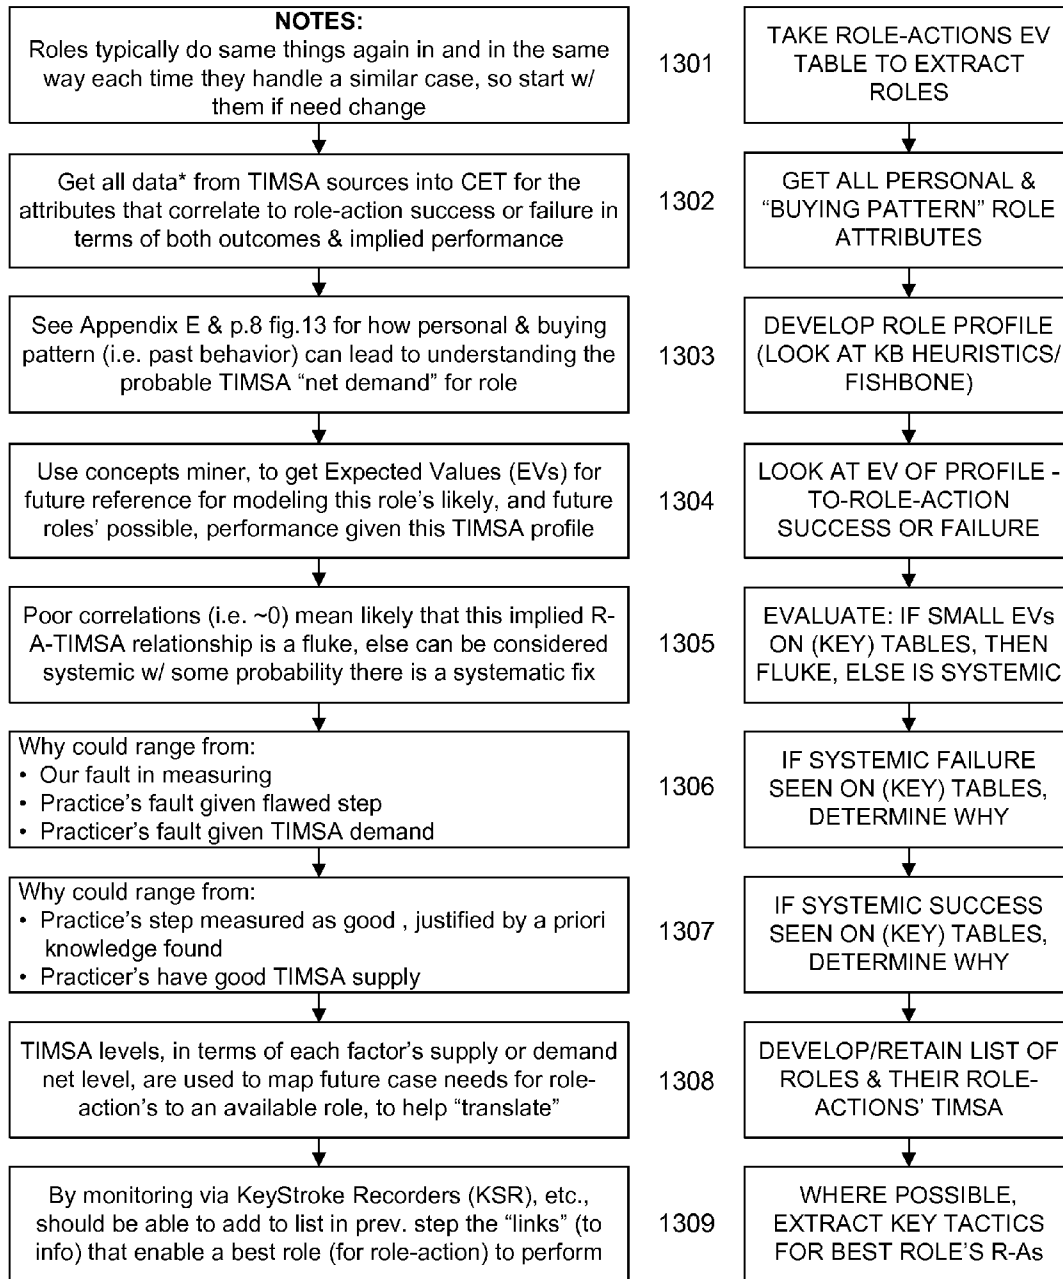 NOTES:
Roles typically do same things again in and in the same
way each time they handle a similar case, so start w/
them if need change
1301
TAKE ROLE-ACTIONS EV
TABLE TO EXTRACT
ROLES
Get all data* from TIMSA sources into CET for the
attributes that correlate to role-action success or failure in
terms of both outcomes & implied performance
1302
GET ALL PERSONAL &
“BUYING PATTERN” ROLE
ATTRIBUTES
See Appendix E & p.8 fig.13 for how personal & buying
pattern (i.e. past behavior) can lead to understanding the
probable TIMSA “net demand” for role
1303
DEVELOP ROLE PROFILE
(LOOK AT KB HEURISTICS/
FISHBONE)
Use concepts miner, to get Expected Values (EVs) for
future reference for modeling this role’s likely, and future
roles’ possible, performance given this TIMSA profile
1304
LOOK AT EV OF PROFILE -
TO-ROLE-ACTION
SUCCESS OR FAILURE
Poor correlations (i.e. ~0) mean likely that this implied R-
A-TIMSA relationship is a fluke, else can be considered
systemic w/ some probability there is a systematic fix
1305
EVALUATE: IF SMALL EVs
ON (KEY) TABLES, THEN
FLUKE, ELSE IS SYSTEMIC
Why could range from:
• Our fault in measuring
• Practice’s fault given flawed step
• Practicer’s fault given TIMSA demand
1306
IF SYSTEMIC FAILURE
SEEN ON (KEY) TABLES,
DETERMINE WHY
Why could range from:
• Practice’s step measured as good , justified by a priori
knowledge found
• Practicer’s have good TIMSA supply
1307
IF SYSTEMIC SUCCESS
SEEN ON (KEY) TABLES,
DETERMINE WHY
TIMSA levels, in terms of each factor’s supply or demand
net level, are used to map future case needs for role-
action’s to an available role, to help “translate”
1308
DEVELOP/RETAIN LIST OF
ROLES & THEIR ROLE-
ACTIONS’ TIMSA
By monitoring via KeyStroke Recorders (KSR), etc.,
should be able to add to list in prev. step the “links” (to
info) that enable a best role (for role-action) to perform
1309
WHERE POSSIBLE,
EXTRACT KEY TACTICS
FOR BEST ROLE’S R-As